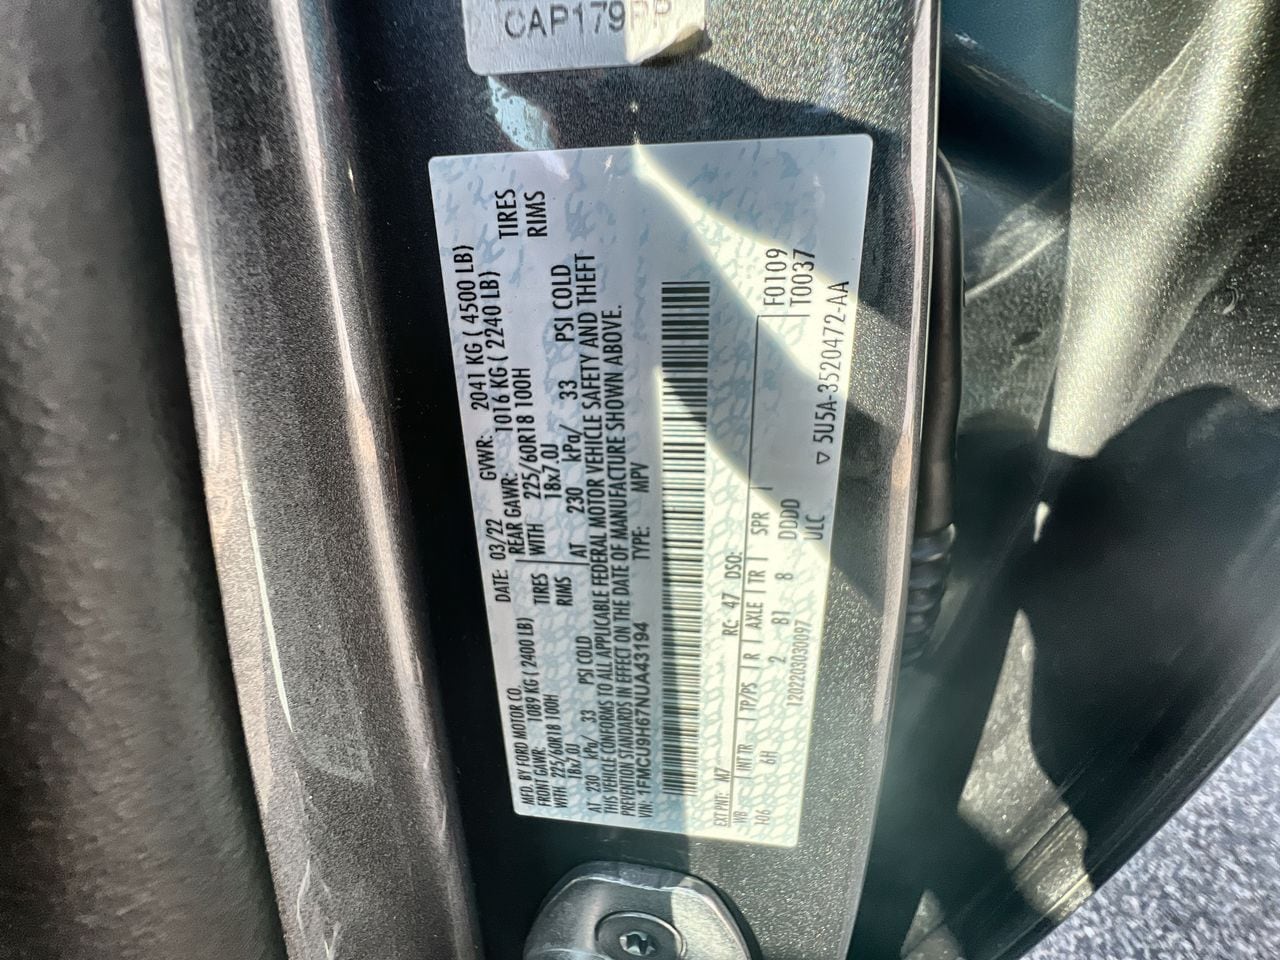 CAP179
MFD. BY FORD MOTOR CO. DATE: 03/22 GVWR: 2041 KG ( 4500 LB)
FRONT GAWR: 1089 KG ( 2400 LB) REAR GAWR: 1016 KG ( 2240 LB)
WITH 225/60R18 100H TIRES WITH 225/60R18 100H TIRES
18x7.0J RIMS 18x7.0J RIMS
AT 230 kPa/ 33 PSI COLD AT 230 kPa/ 33 PSI COLD
THIS VEHICLE CONFORMS TO ALL APPLICABLE FEDERAL MOTOR VEHICLE SAFETY AND THEFT
PREVENTION STANDARDS IN EFFECT ON THE DATE OF MANUFACTURE SHOWN ABOVE.
VIN: 1FMCU9H67NUA43194 TYPE: MPV
EXT PNT: M7 RC: 47 DSO: F0109
WB INT TR TP/PS R AXLE TR SPR T0037
106 6H 2 B1 8 DDDD
1202203030097 ULC ▽ 5U5A-3520472-AA